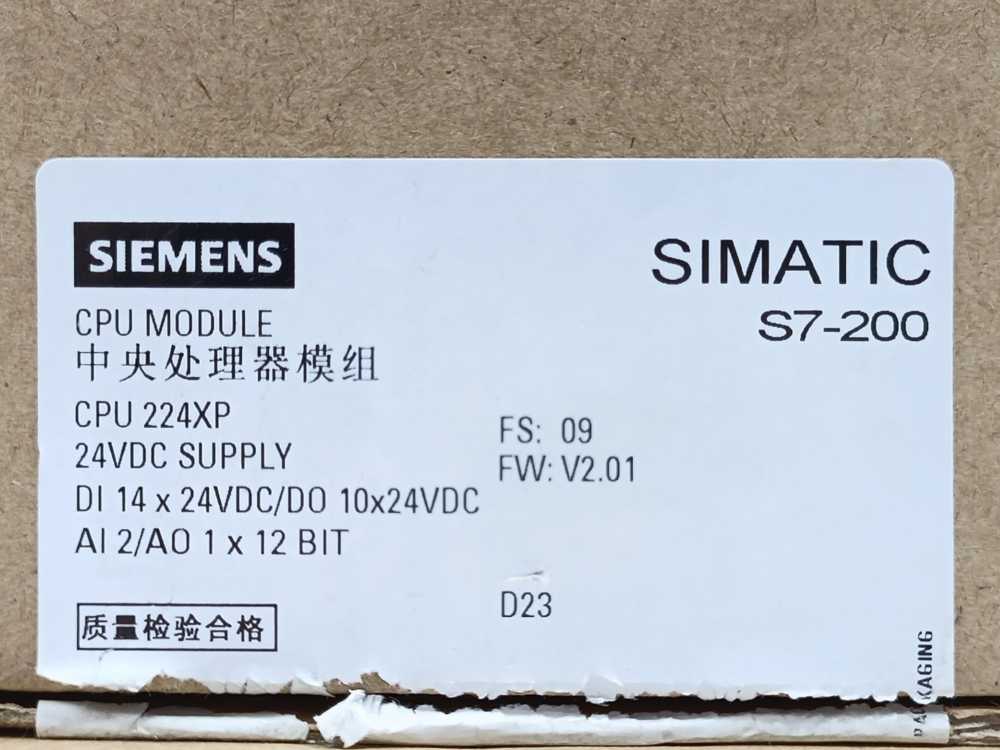 SIEMENS
SIMATIC
S7-200
CPU MODULE
中央处理器模组
CPU 224XP
24VDC SUPPLY
DI 14 x 24VDC/DO 10x24VDC
AI 2/AO 1 x 12 BIT
FS: 09
FW: V2.01
D23
质量检验合格
PACKAGING